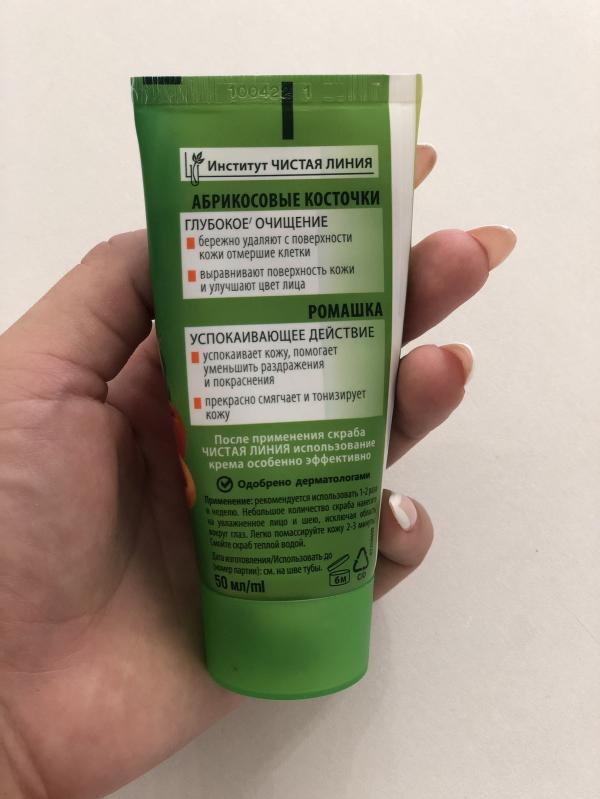 100422 1
Институт ЧИСТАЯ ЛИНИЯ
АБРИКОСОВЫЕ КОСТОЧКИ
ГЛУБОКОЕ ОЧИЩЕНИЕ
бережно удаляют с поверхности
кожи отмершие клетки
выравнивают поверхность кожи
и улучшают цвет лица
РОМАШКА
УСПОКАИВАЮЩЕЕ ДЕЙСТВИЕ
успокаивает кожу, помогает
уменьшить раздражения
и покраснения
прекрасно смягчает и тонизирует
кожу
После применения скраба
ЧИСТАЯ ЛИНИЯ использование
крема особенно эффективно
Одобрено дерматологами
Применение: рекомендуется использовать 1-2 раза
в неделю. Небольшое количество скраба нанесите
на увлажненное лицо и шею, исключая область
вокруг глаз. Легко помассируйте кожу 2-3 минуты.
Смойте скраб теплой водой.
Дата изготовления/Использовать до
(номер партии): см. на шве тубы.
50 мл/ml
6м
C/O